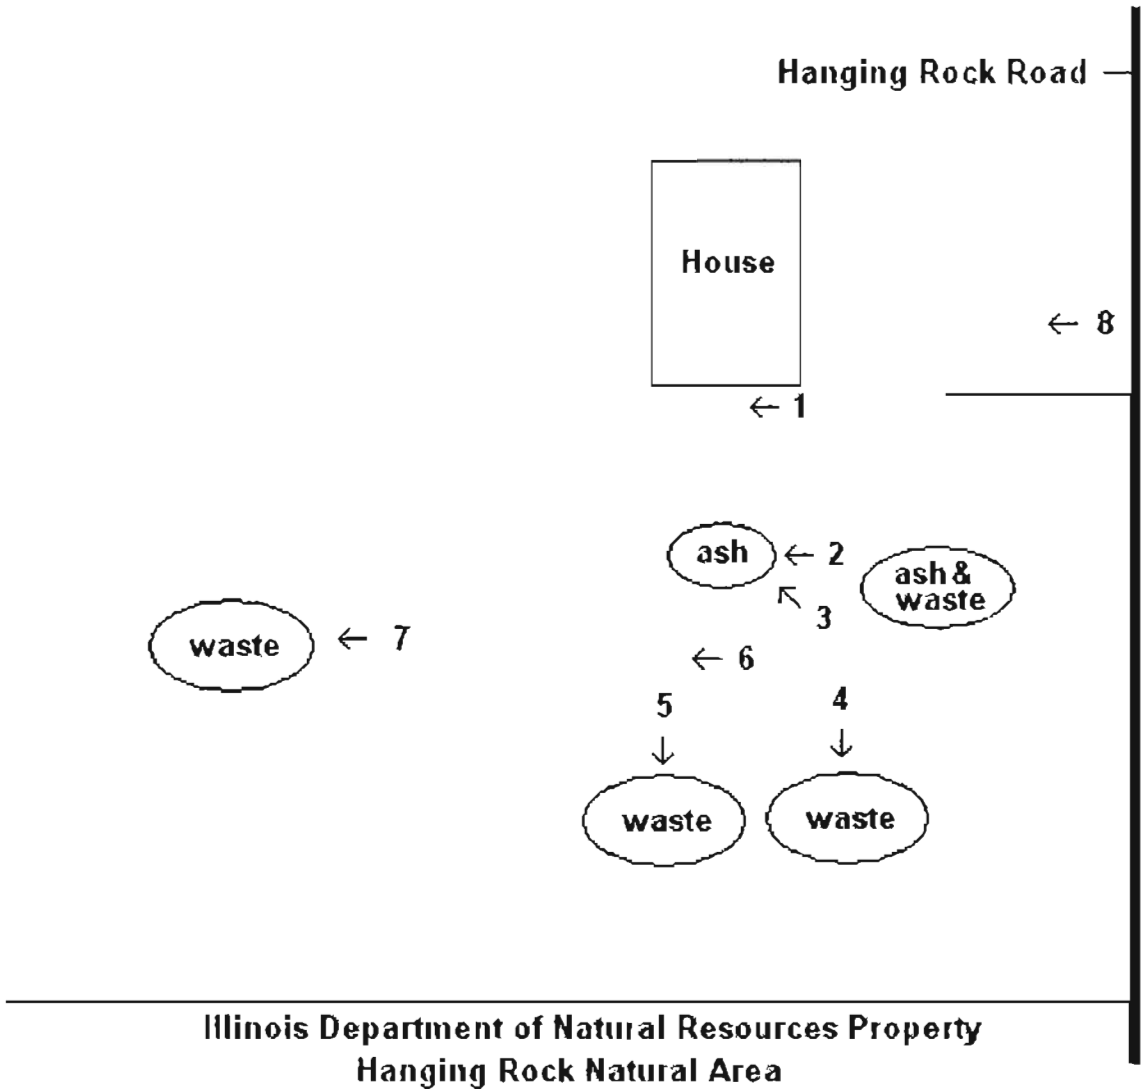 Hanging Rock Road
House
8
1
ash
2
ash &
waste
3
waste
7
6
5
4
waste
waste
Illinois Department of Natural Resources Property
Hanging Rock Natural Area